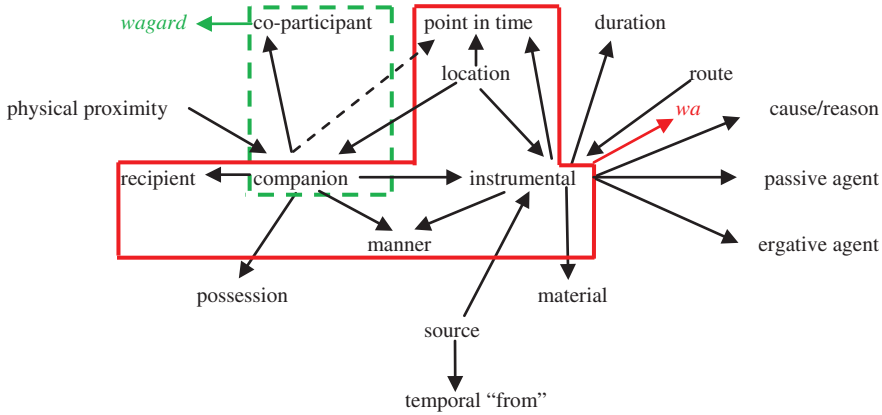 wagard
co-participant
point in time
duration
location
route
physical proximity
wa
cause/reason
recipient
companion
instrumental
passive agent
manner
ergative agent
possession
material
source
temporal “from”